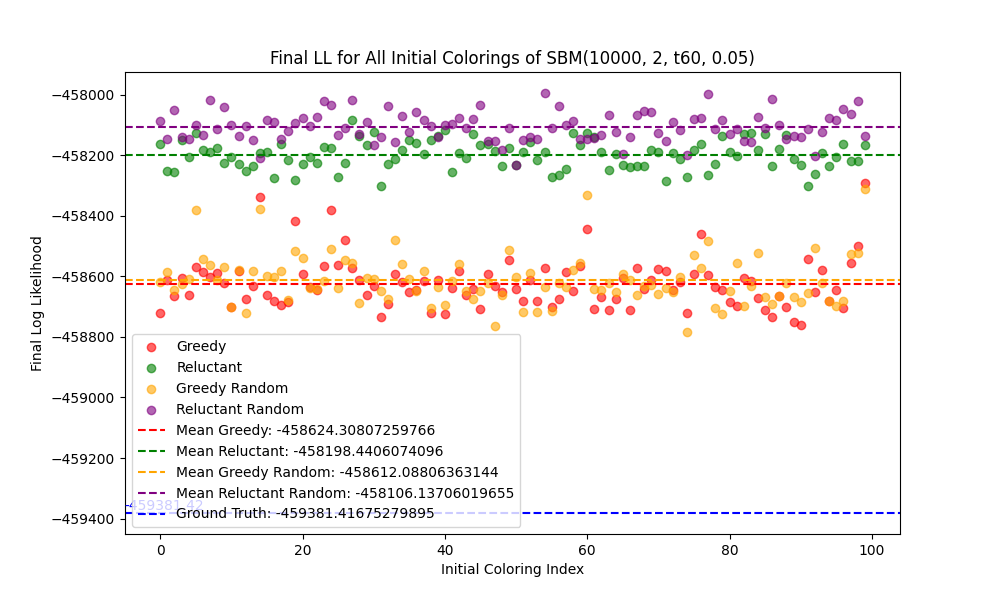 Final LL for All Initial Colorings of SBM(10000, 2, t60, 0.05)
Final Log Likelihood
−458000
−458200
−458400
−458600
−458800
−459000
−459200
−459400
Greedy
Reluctant
Greedy Random
Reluctant Random
Mean Greedy: -458624.30807259766
Mean Reluctant: -458198.4406074096
Mean Greedy Random: -458612.08806363144
Mean Reluctant Random: -458106.13706019655
Ground Truth: -459381.41675279895
-459381.42
0 20 40 60 80 100
Initial Coloring Index